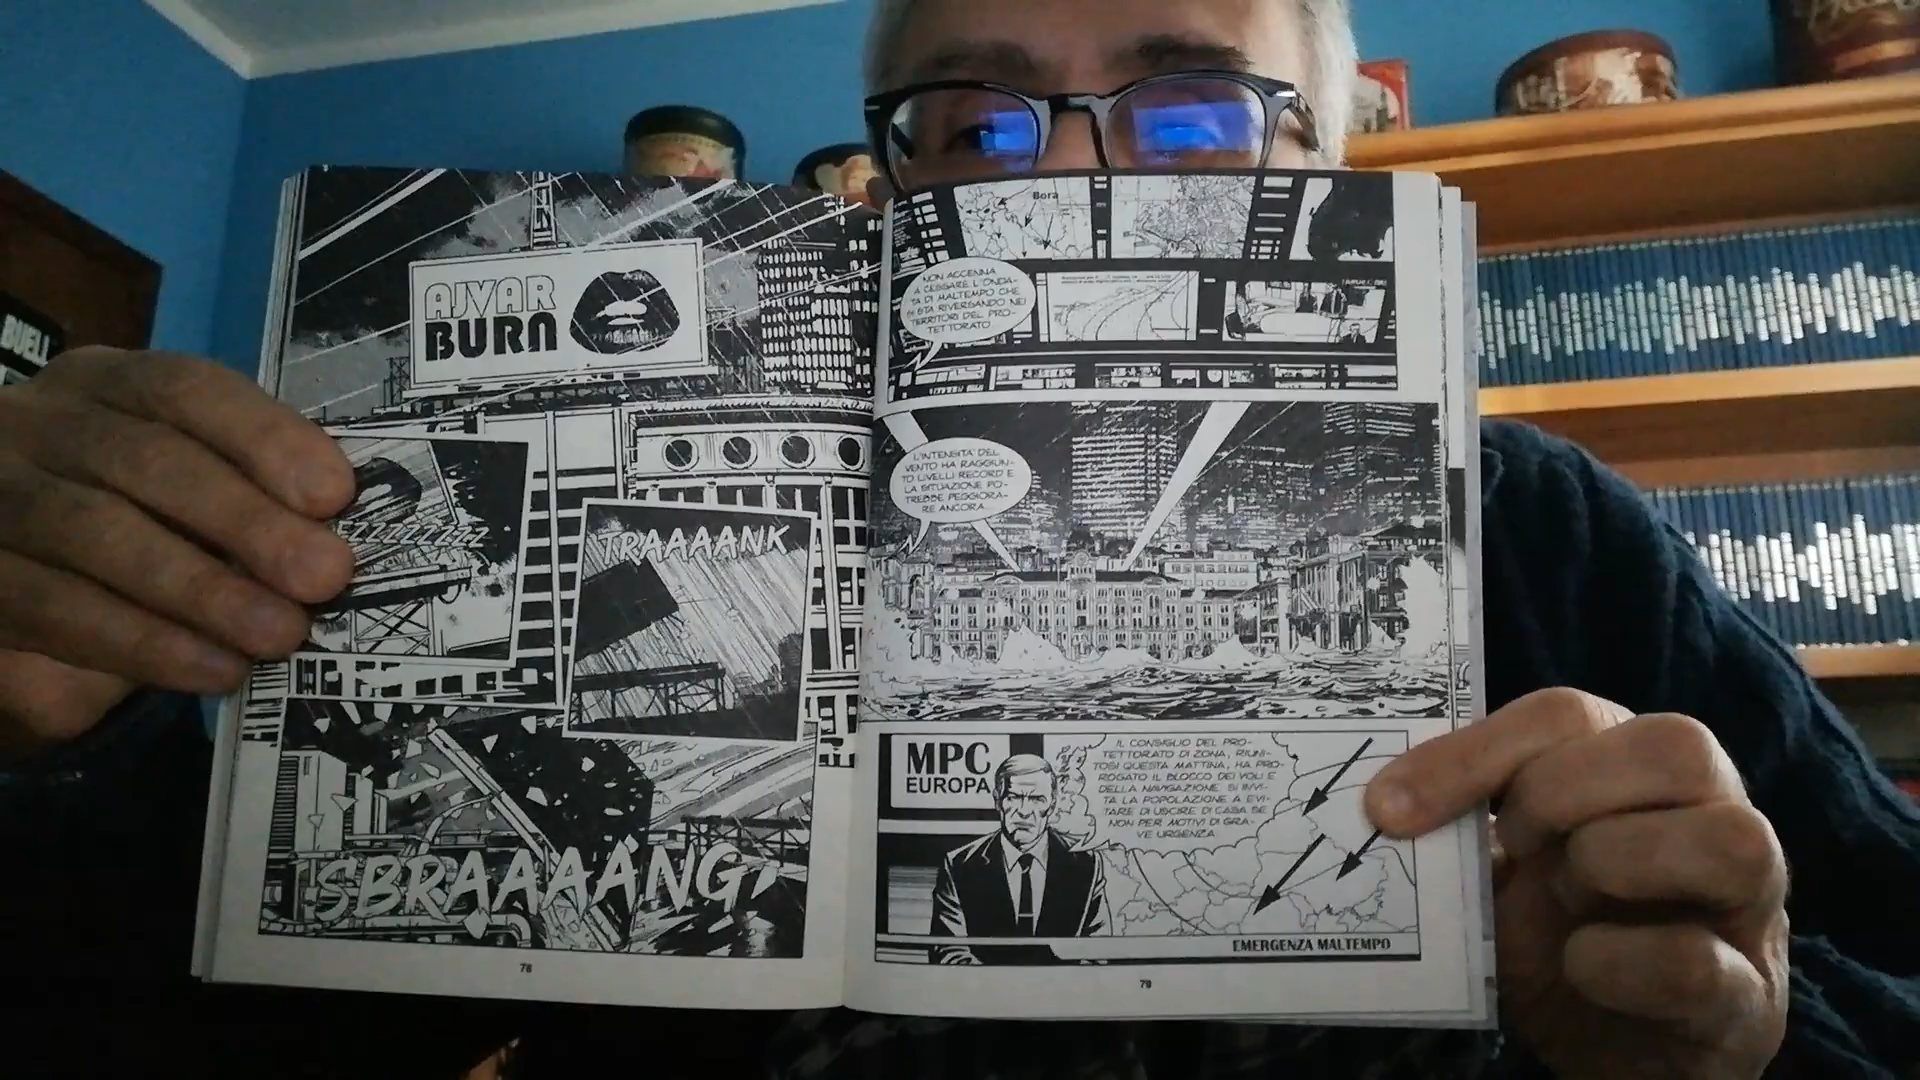 BUELL
AJVAR
BURN
EZZZZZZZZ
TRAAAANK
SBRAAAANG
78
Bora
NON ACCENNA
A CESSARE L'ONDA-
TA DI MALTEMPO CHE
SI STA RIVERSANDO NEI
TERRITORI DEL PRO-
TETTORATO.
L'INTENSITA' DEL
VENTO HA RAGGIUN-
TO LIVELLI RECORD E
LA SITUAZIONE PO-
TREBBE PEGGIORA-
RE ANCORA...
MPC
EUROPA
IL CONSIGLIO DEL PRO-
TETTORATO DI ZONA, RIUNI-
TOSI QUESTA MATTINA, HA PRO-
ROGATO IL BLOCCO DEI VOLI E
DELLA NAVIGAZIONE. SI INVI-
TA LA POPOLAZIONE A EVI-
TARE DI USCIRE DI CASA SE
NON PER MOTIVI DI GRA-
VE URGENZA.
EMERGENZA MALTEMPO
79